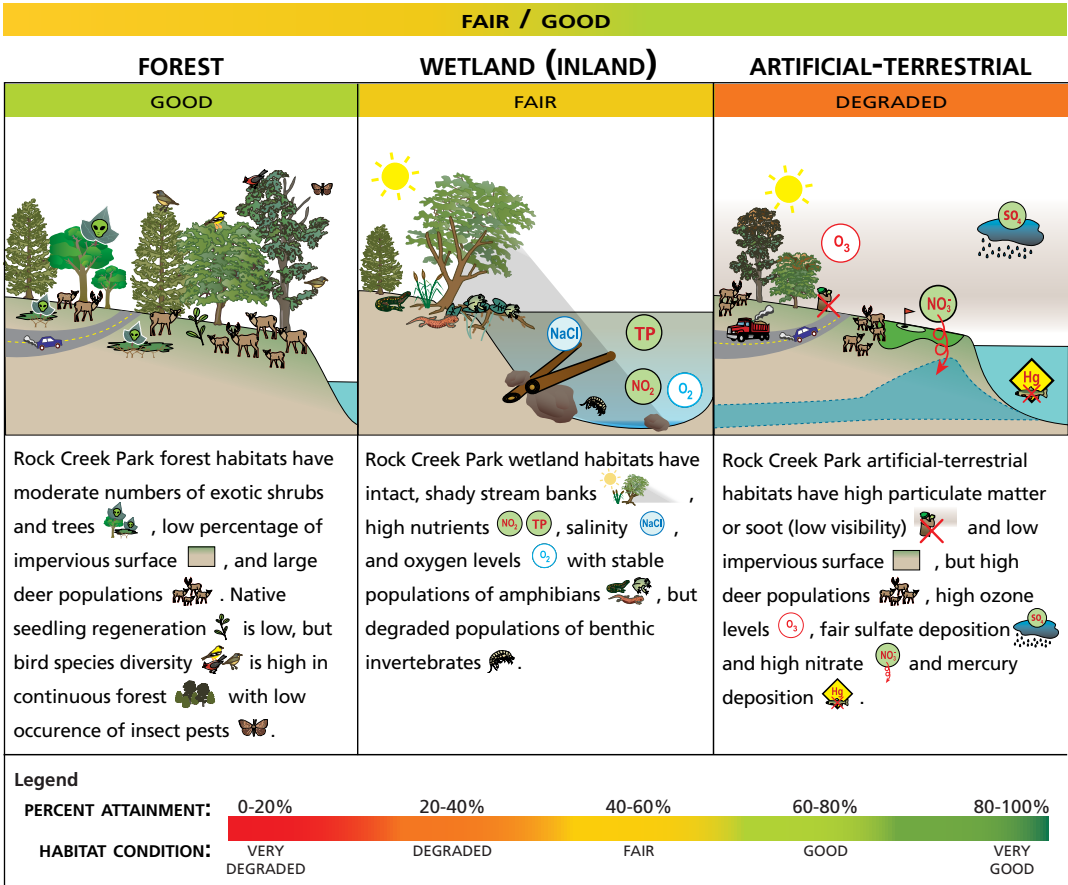 FAIR / GOOD
FOREST
WETLAND (INLAND)
ARTIFICIAL-TERRESTRIAL
GOOD
FAIR
DEGRADED
NaCl
TP
NO2
O2
O3
SO4
NO3-
Hg
Rock Creek Park forest habitats have
moderate numbers of exotic shrubs
and trees , low percentage of
impervious surface , and large
deer populations . Native
seedling regeneration is low, but
bird species diversity is high in
continuous forest with low
occurence of insect pests .
Rock Creek Park wetland habitats have
intact, shady stream banks ,
high nutrients NO2 TP , salinity NaCl ,
and oxygen levels O2 with stable
populations of amphibians , but
degraded populations of benthic
invertebrates .
Rock Creek Park artificial-terrestrial
habitats have high particulate matter
or soot (low visibility) and low
impervious surface , but high
deer populations , high ozone
levels O3 , fair sulfate deposition SO4
and high nitrate NO3- and mercury
deposition Hg .
Legend
PERCENT ATTAINMENT: 0-20% 20-40% 40-60% 60-80% 80-100%
HABITAT CONDITION: VERY DEGRADED DEGRADED FAIR GOOD VERY GOOD